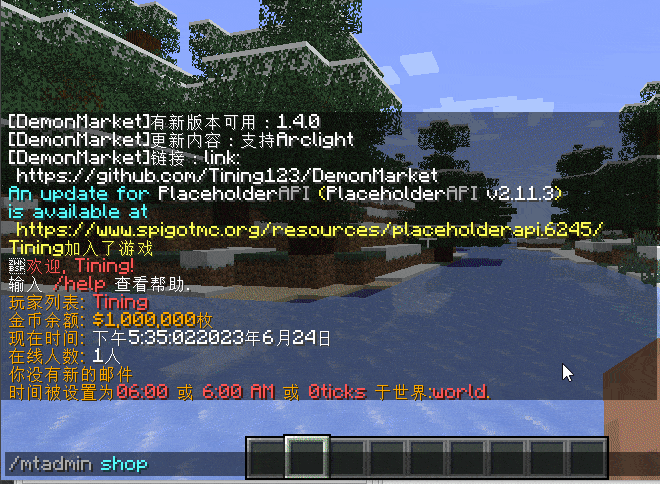 [DemonMarket]有新版本可用：1.4.0
[DemonMarket]更新内容：支持Arclight
[DemonMarket]链接：link:
https://github.com/Tining123/DemonMarket
An update for PlaceholderAPI (PlaceholderAPI v2.11.3)
is available at
https://www.spigotmc.org/resources/placeholderapi.6245/
Tining加入了游戏
欢迎, Tining!
输入 /help 查看帮助.
玩家列表: Tining
金币余额: $1,000,000枚
现在时间: 下午5:35:022023年6月24日
在线人数: 1人
你没有新的邮件
时间被设置为06:00 或 6:00 AM 或 0ticks 于世界:world.
/mtadmin shop